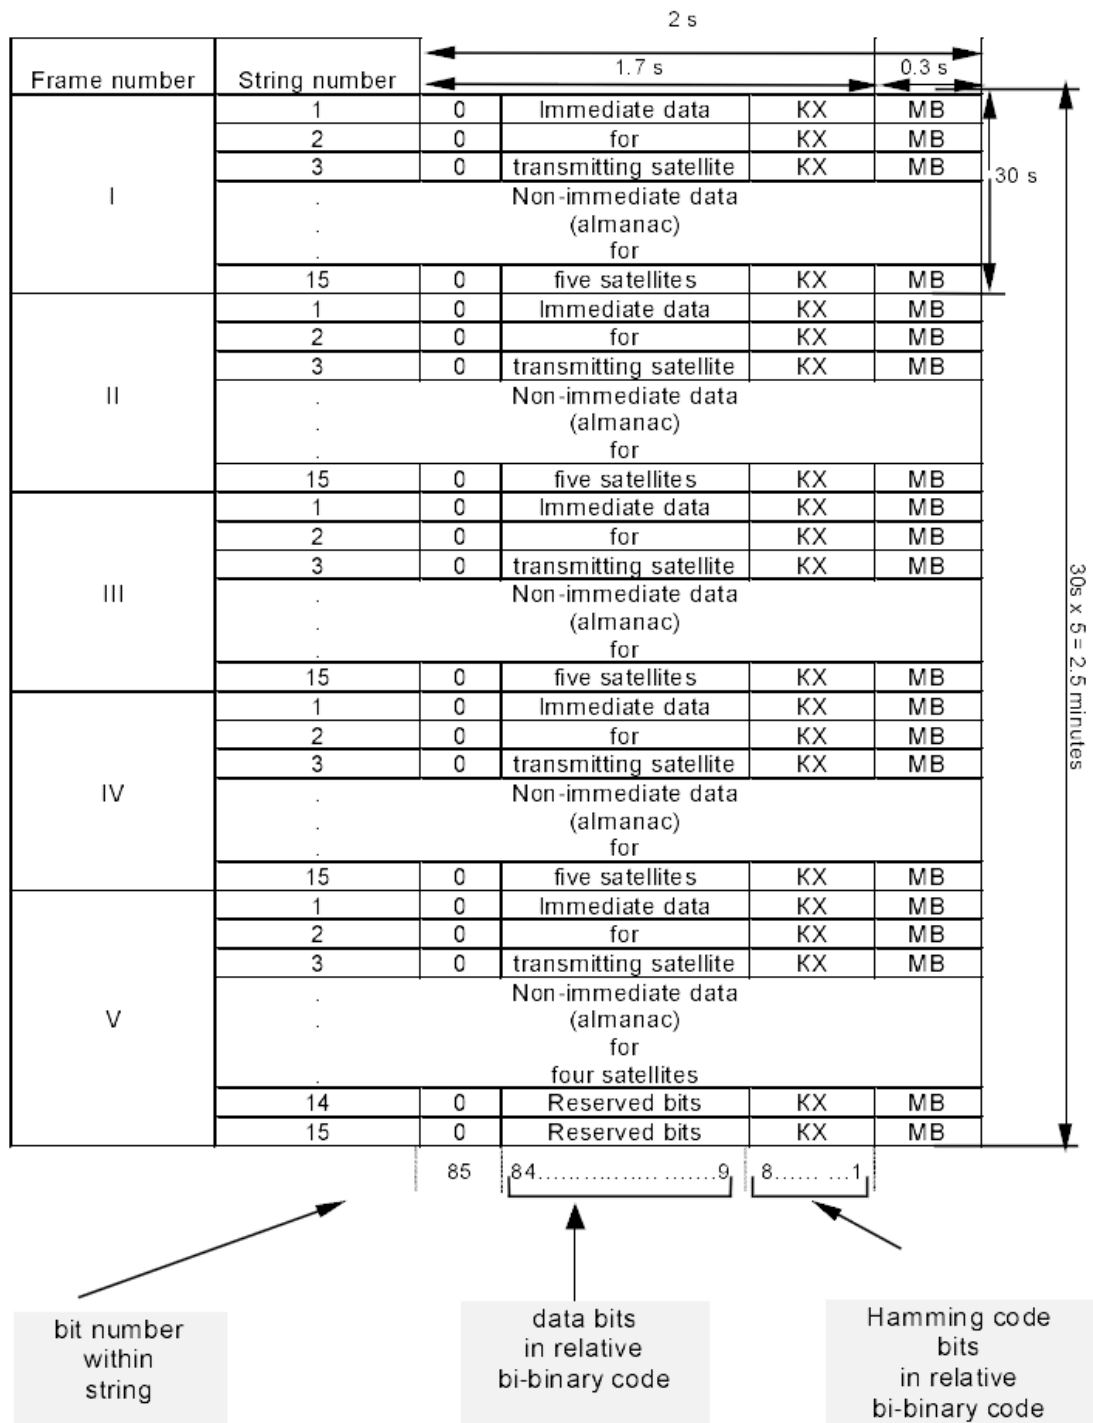 2 s
1.7 s 0.3 s
Frame number String number
1 0 Immediate data KX MB
2 0 for KX MB
3 0 transmitting satellite KX MB
30 s
I . Non-immediate data
. (almanac)
. for
15 0 five satellites KX MB
1 0 Immediate data KX MB
2 0 for KX MB
3 0 transmitting satellite KX MB
II . Non-immediate data
. (almanac)
. for
15 0 five satellites KX MB
1 0 Immediate data KX MB
2 0 for KX MB
3 0 transmitting satellite KX MB
III . Non-immediate data
. (almanac)
. for
15 0 five satellites KX MB
30s x 5 = 2.5 minutes
1 0 Immediate data KX MB
2 0 for KX MB
3 0 transmitting satellite KX MB
IV . Non-immediate data
. (almanac)
. for
15 0 five satellites KX MB
1 0 Immediate data KX MB
2 0 for KX MB
3 0 transmitting satellite KX MB
V . Non-immediate data
. (almanac)
for
. four satellites
14 0 Reserved bits KX MB
15 0 Reserved bits KX MB
85 84......................9 8...... ...1
bit number
within
string
data bits
in relative
bi-binary code
Hamming code
bits
in relative
bi-binary code